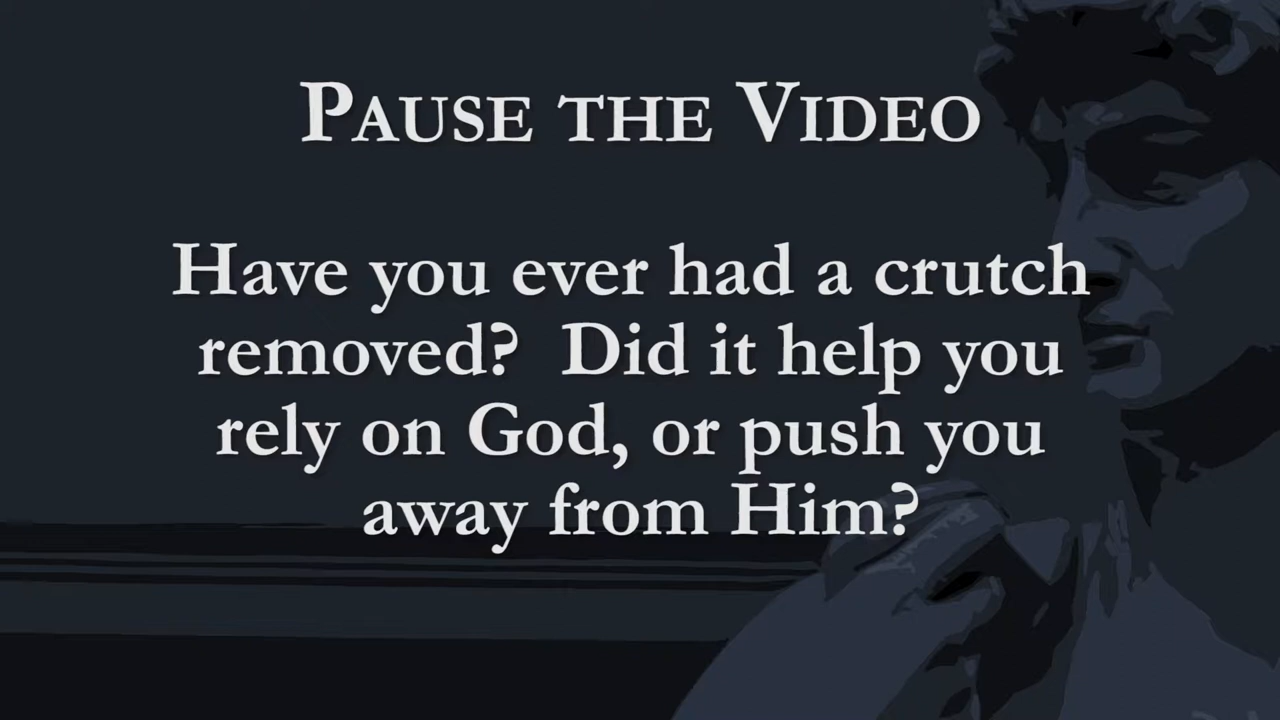 PAUSE THE VIDEO
Have you ever had a crutch
removed?  Did it help you
rely on God, or push you
away from Him?